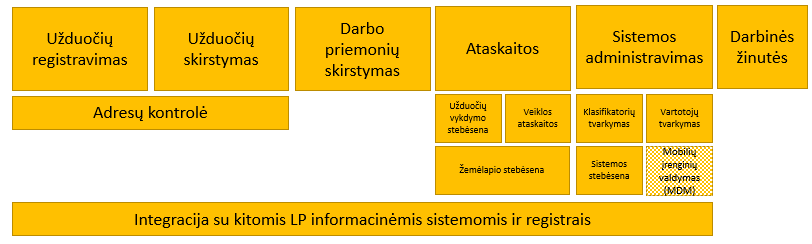 Užduočių
registravimas
Užduočių
skirstymas
Darbo
priemonių
skirstymas
Ataskaitos
Sistemos
administravimas
Darbinės
žinutės
Adresų kontrolė
Užduočių
vykdymo
stebėsena
Veiklos
ataskaitos
Klasifikatorių
tvarkymas
Vartotojų
tvarkymas
Žemėlapio stebėsena
Sistemos
stebėsena
Mobilių
įrenginių
valdymas
(MDM)
Integracija su kitomis LP informacinėmis sistemomis ir registrais